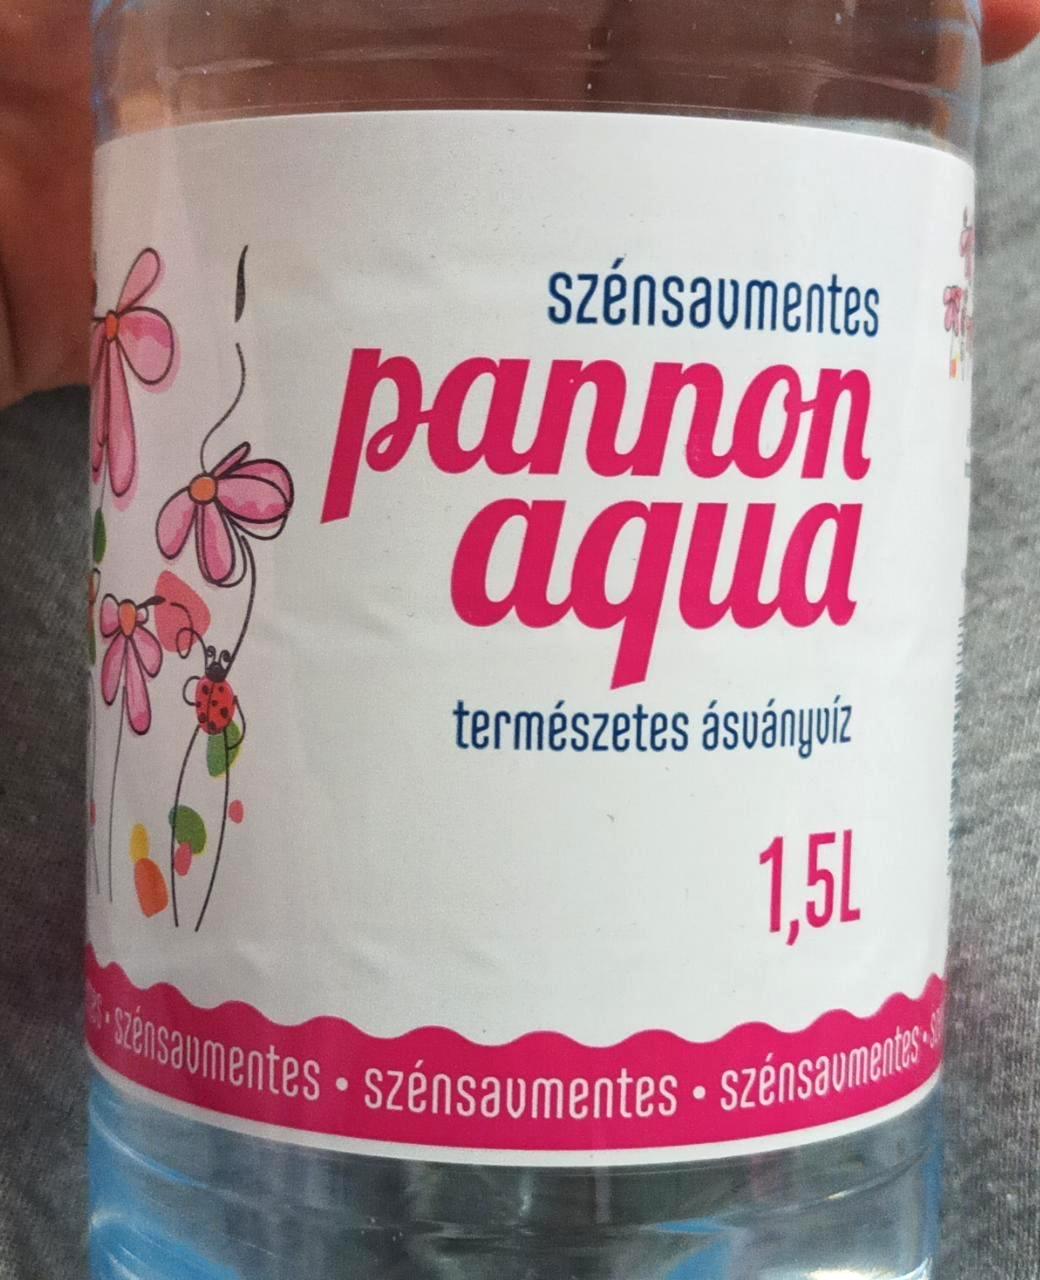 szénsavmentes
pannon
aqua
természetes ásványvíz
1,5L
szénsavmentes • szénsavmentes • szénsavmentes •